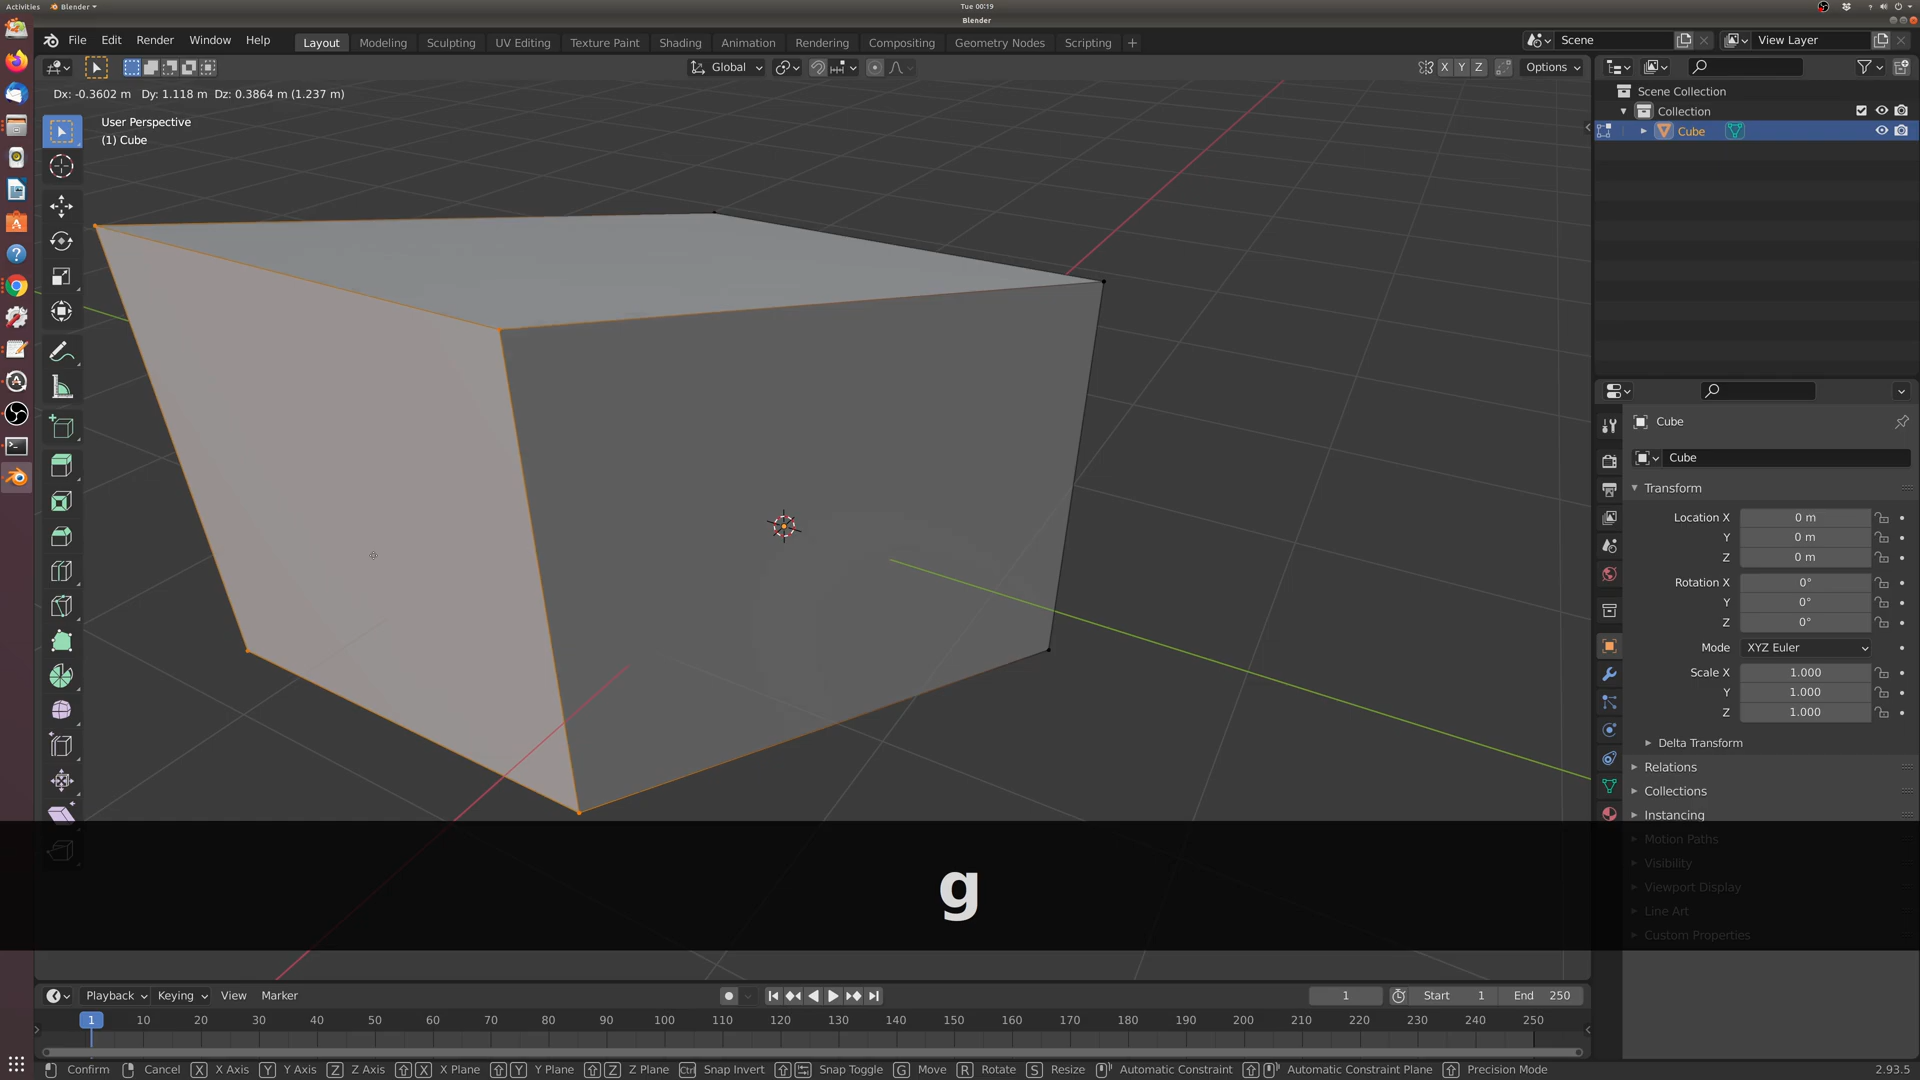 Activities Blender Tue 00:19
Blender
File Edit Render Window Help Layout Modeling Sculpting UV Editing Texture Paint Shading Animation Rendering Compositing Geometry Nodes Scripting + Scene View Layer
Global X Y Z Options
Dx: -0.3602 m Dy: 1.118 m Dz: 0.3864 m (1.237 m)
User Perspective
(1) Cube
Scene Collection
Collection
Cube
Cube
Cube
Transform
Location X 0 m
Y 0 m
Z 0 m
Rotation X 0°
Y 0°
Z 0°
Mode XYZ Euler
Scale X 1.000
Y 1.000
Z 1.000
Delta Transform
Relations
Collections
Instancing
Motion Paths
Visibility
Viewport Display
Line Art
Custom Properties
g
Playback Keying View Marker 1 Start 1 End 250
1 10 20 30 40 50 60 70 80 90 100 110 120 130 140 150 160 170 180 190 200 210 220 230 240 250
Confirm Cancel X X Axis Y Y Axis Z Z Axis X X Plane Y Y Plane Z Z Plane Ctrl Snap Invert Snap Toggle G Move R Rotate S Resize Automatic Constraint Automatic Constraint Plane Precision Mode 2.93.5